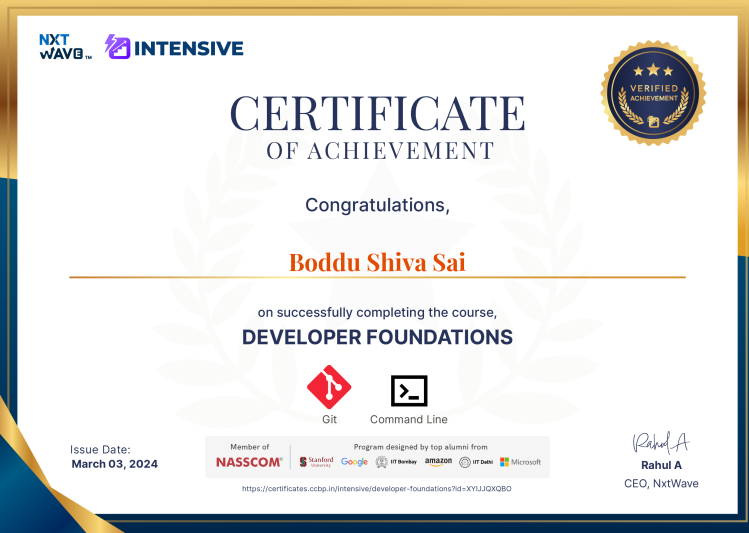 NXT
WAVE™
INTENSIVE
VERIFIED
ACHIEVEMENT
CERTIFICATE
OF ACHIEVEMENT
Congratulations,
Boddu Shiva Sai
on successfully completing the course,
DEVELOPER FOUNDATIONS
Git
Command Line
Issue Date:
March 03, 2024
Member of
NASSCOM®
Program designed by top alumni from
Stanford University
Google
IIT Bombay
amazon
IIT Delhi
Microsoft
https://certificates.ccbp.in/intensive/developer-foundations?id=XYIJJQXQBO
Rahul A
Rahul A
CEO, NxtWave